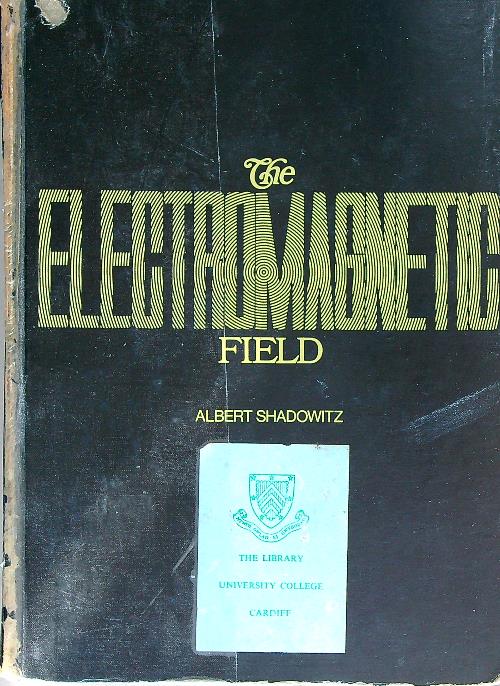 The
ELECTROMAGNETIC
FIELD
ALBERT SHADOWITZ
THE LIBRARY
UNIVERSITY COLLEGE
CARDIFF